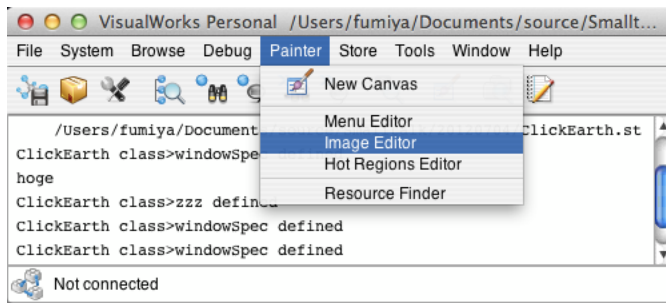 VisualWorks Personal /Users/fumiya/Documents/source/Smallt...
File System Browse Debug Painter Store Tools Window Help
New Canvas
Menu Editor
Image Editor
Hot Regions Editor
Resource Finder
/Users/fumiya/Document ClickEarth.st
ClickEarth class>windowSpec
hoge
ClickEarth class>zzz defined
ClickEarth class>windowSpec defined
ClickEarth class>windowSpec defined
Not connected